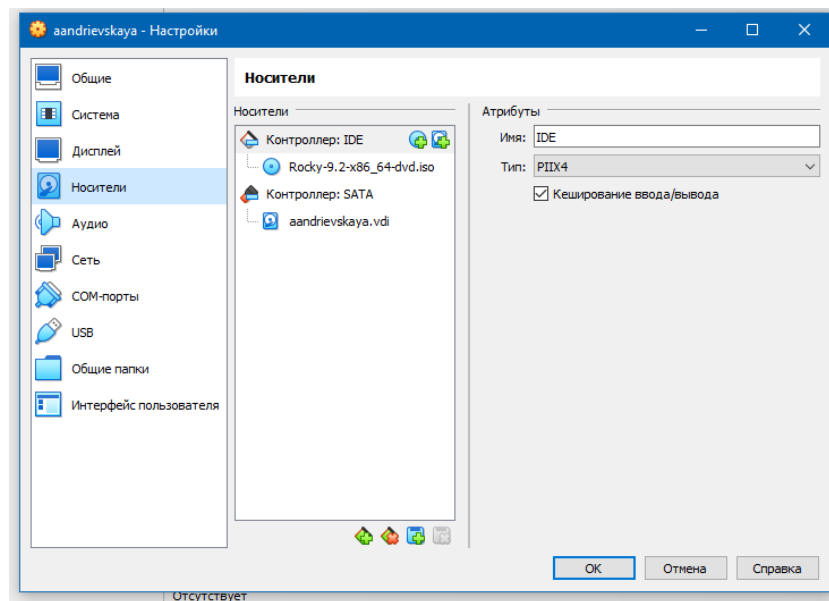 aandrievskaya - Настройки
Общие
Система
Дисплей
Носители
Аудио
Сеть
COM-порты
USB
Общие папки
Интерфейс пользователя
Носители
Носители
Контроллер: IDE
Rocky-9.2-x86_64-dvd.iso
Контроллер: SATA
aandrievskaya.vdi
Атрибуты
Имя: IDE
Тип: PIIX4
Кеширование ввода/вывода
OK Отмена Справка
Отсутствует